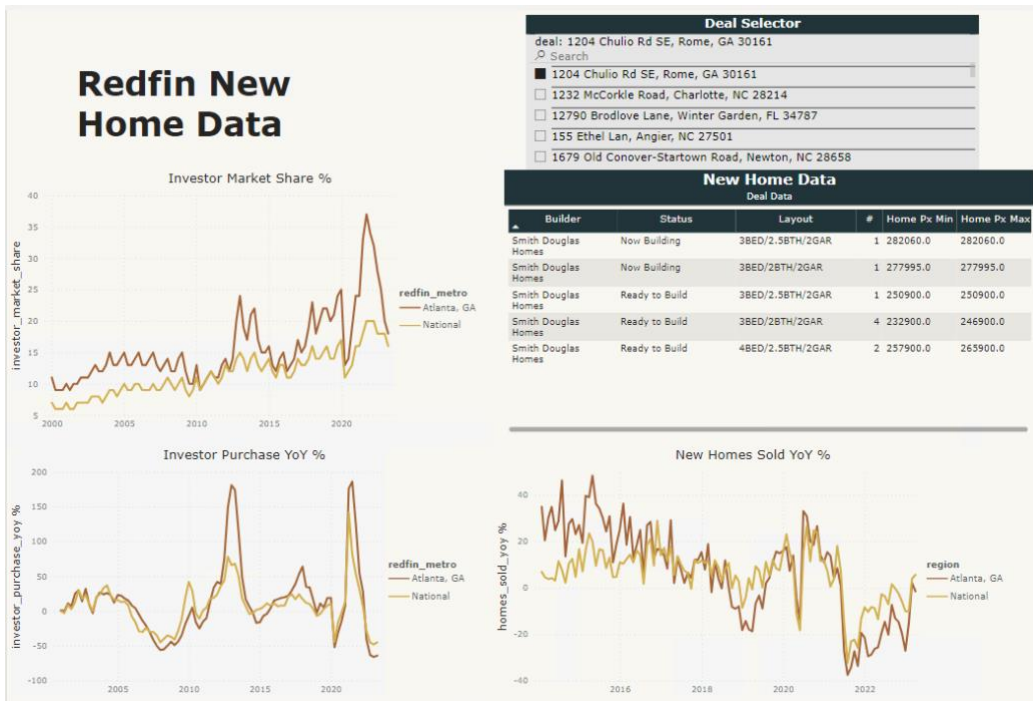 Redfin New
Home Data
Deal Selector
deal: 1204 Chulio Rd SE, Rome, GA 30161
Search
1204 Chulio Rd SE, Rome, GA 30161
1232 McCorkle Road, Charlotte, NC 28214
12790 Brodlove Lane, Winter Garden, FL 34787
155 Ethel Lan, Angier, NC 27501
1679 Old Conover-Startown Road, Newton, NC 28658
New Home Data
Deal Data
Builder Status Layout # Home Px Min Home Px Max
Smith Douglas Now Building 3BED/2.5BTH/2GAR 1 282060.0 282060.0
Homes
Smith Douglas Now Building 3BED/2BTH/2GAR 1 277995.0 277995.0
Homes
Smith Douglas Ready to Build 3BED/2.5BTH/2GAR 1 250900.0 250900.0
Homes
Smith Douglas Ready to Build 3BED/2BTH/2GAR 4 232900.0 246900.0
Homes
Smith Douglas Ready to Build 4BED/2.5BTH/2GAR 2 257900.0 265900.0
Homes
Investor Market Share %
investor_market_share
40
35
30
25
20
15
10
5
2000 2005 2010 2015 2020
redfin_metro
Atlanta, GA
National
Investor Purchase YoY %
investor_purchase_yoy %
200
150
100
50
0
-50
-100
2005 2010 2015 2020
redfin_metro
Atlanta, GA
National
New Homes Sold YoY %
homes_sold_yoy %
40
20
0
-20
-40
2016 2018 2020 2022
region
Atlanta, GA
National